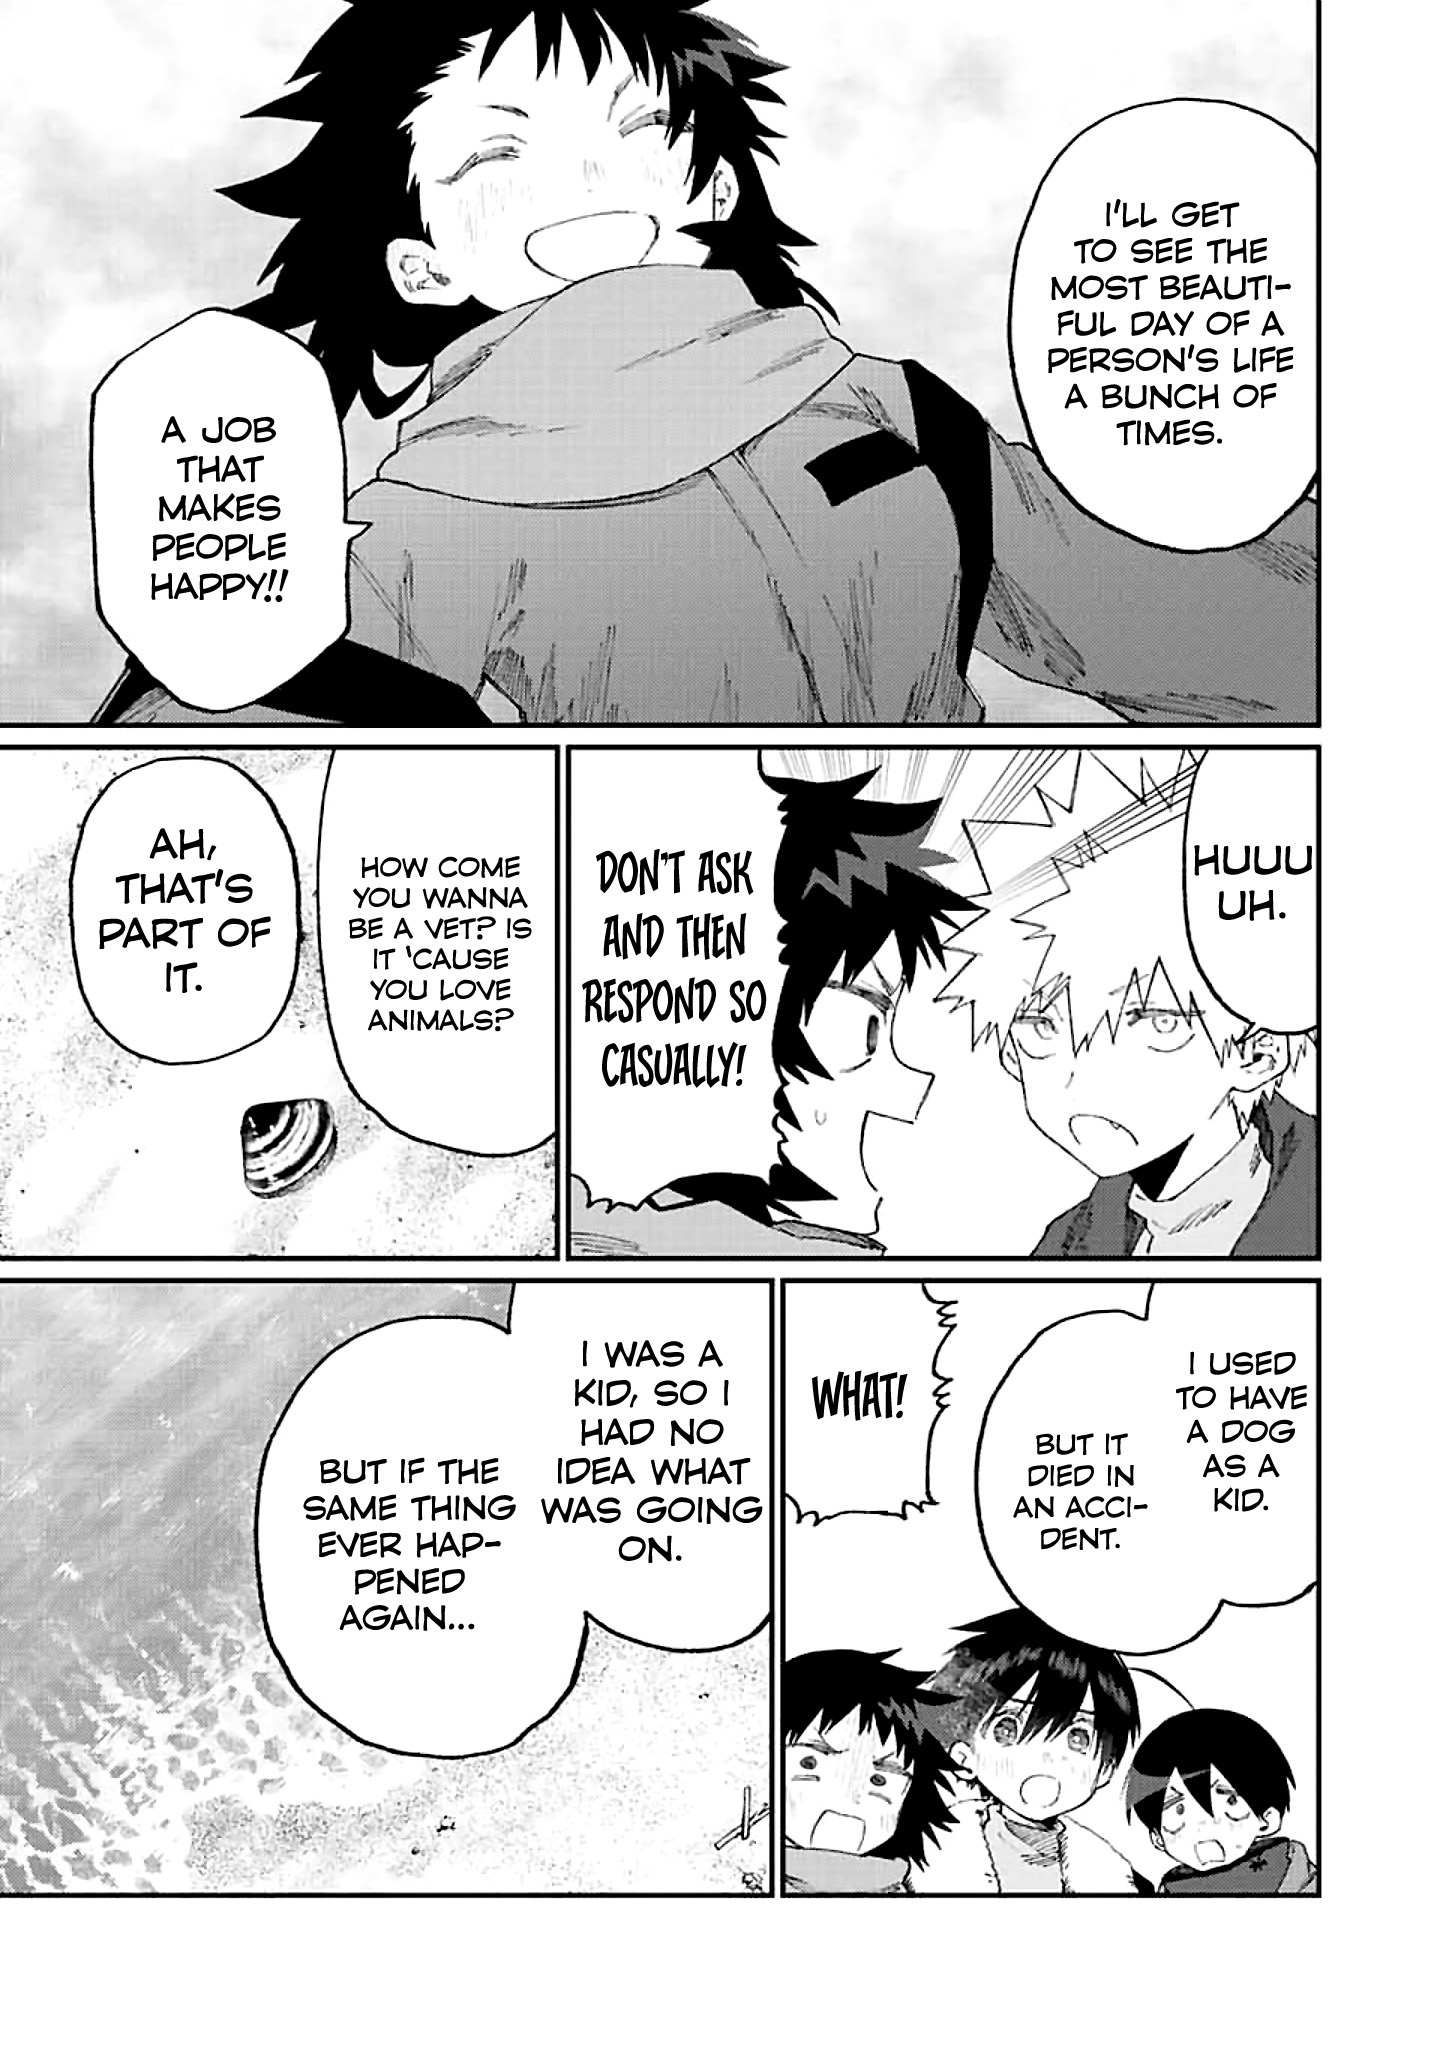 I'LL GET
TO SEE THE
MOST BEAUTI-
FUL DAY OF A
PERSON'S LIFE
A BUNCH OF
TIMES.
A JOB
THAT
MAKES
PEOPLE
HAPPY!!
HUUU
UH.
DON'T ASK
AND THEN
RESPOND SO
CASUALLY!
HOW COME
YOU WANNA
BE A VET? IS
IT 'CAUSE
YOU LOVE
ANIMALS?
AH,
THAT'S
PART OF
IT.
I USED
TO HAVE
A DOG
AS A
KID.
BUT IT
DIED IN
AN ACCI-
DENT.
WHAT!
I WAS A
KID, SO I
HAD NO
IDEA WHAT
WAS GOING
ON.
BUT IF THE
SAME THING
EVER HAP-
PENED
AGAIN...